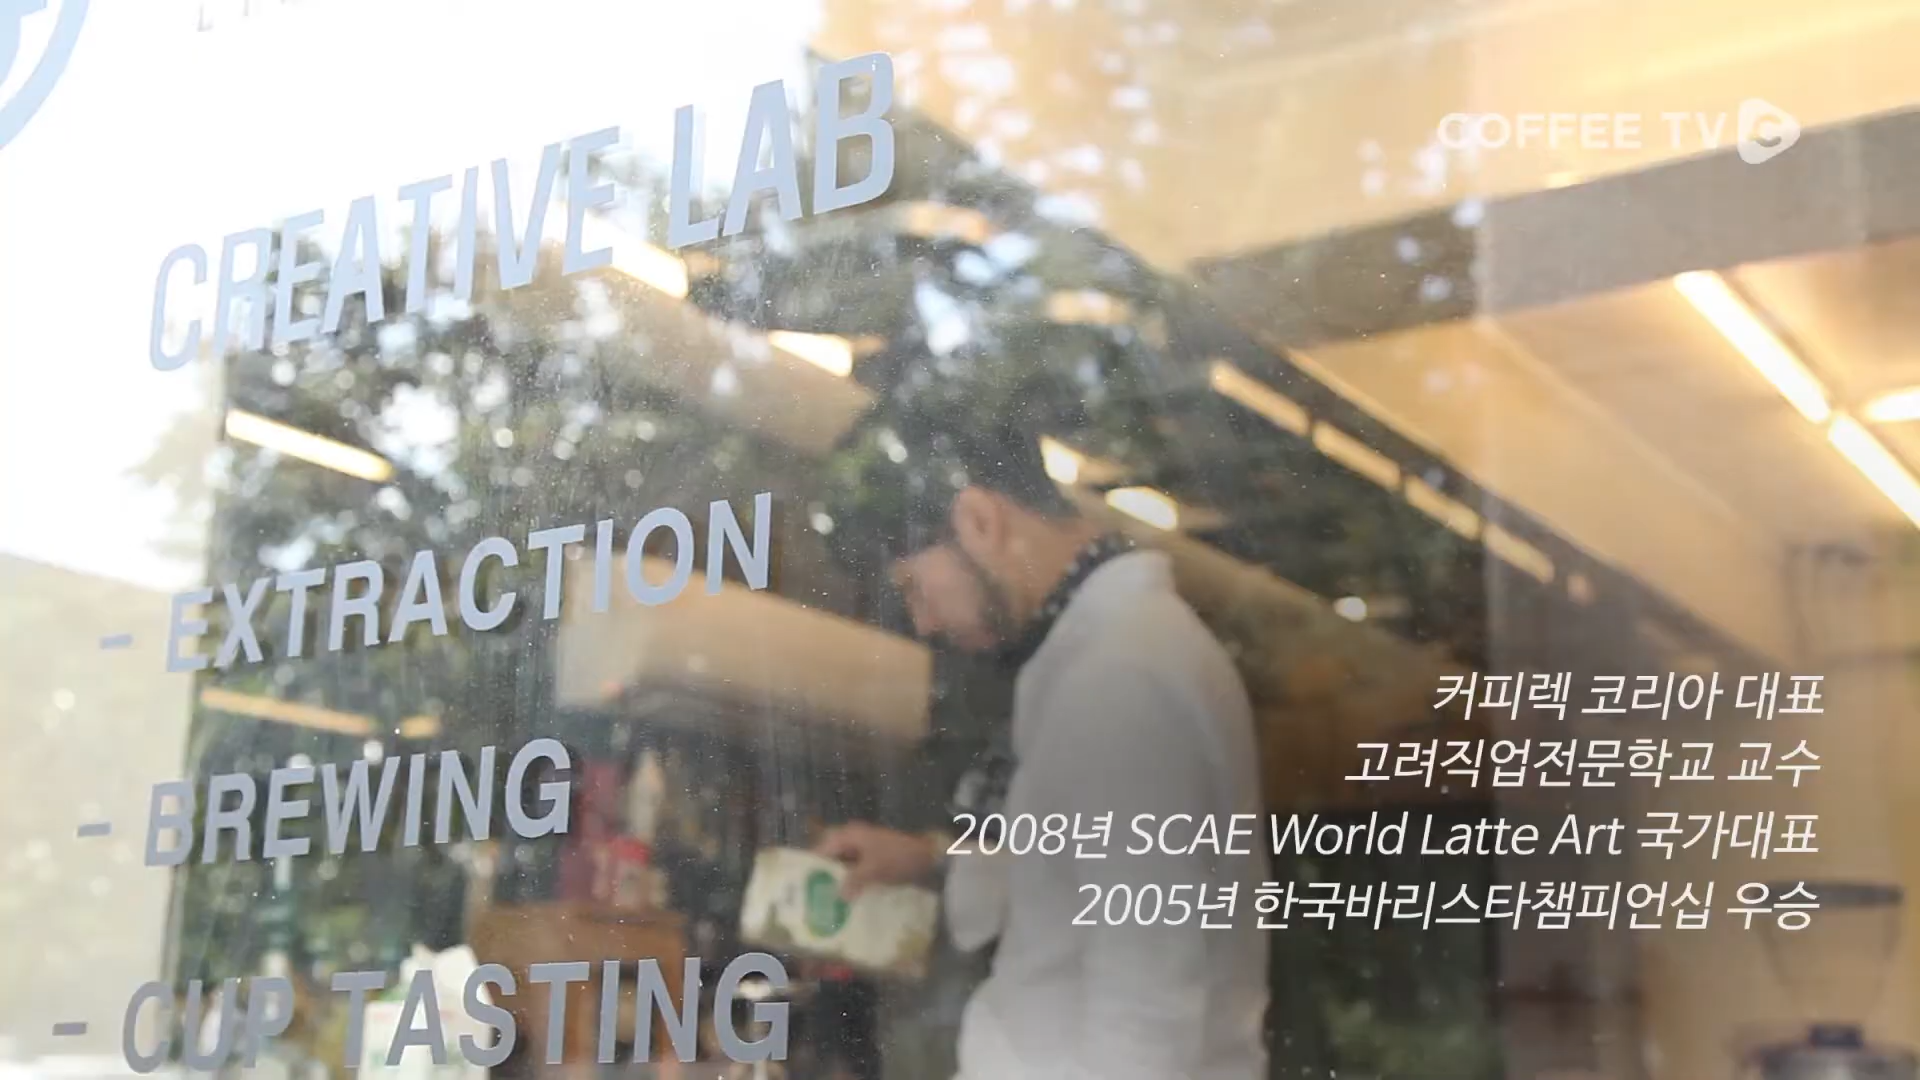 COFFEE TV
CREATIVE LAB
- EXTRACTION
- BREWING
- CUP TASTING
커피렉 코리아 대표
고려직업전문학교 교수
2008년 SCAE World Latte Art 국가대표
2005년 한국바리스타챔피언십 우승